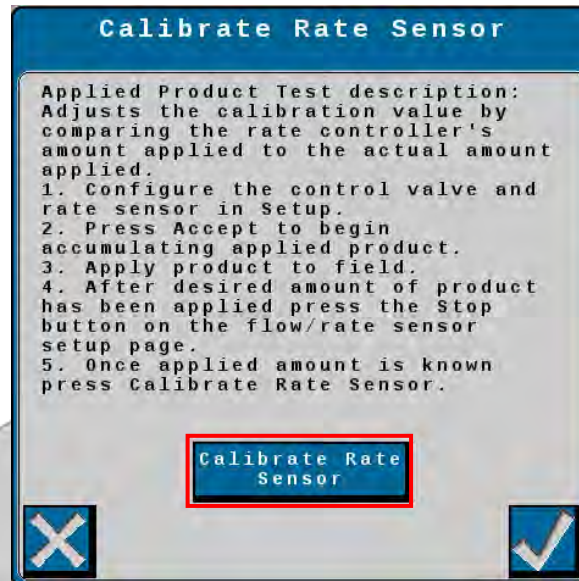 Calibrate Rate Sensor
Applied Product Test description:
Adjusts the calibration value by
comparing the rate controller's
amount applied to the actual amount
applied.
1. Configure the control valve and
rate sensor in Setup.
2. Press Accept to begin
accumulating applied product.
3. Apply product to field.
4. After desired amount of product
has been applied press the Stop
button on the flow/rate sensor
setup page.
5. Once applied amount is known
press Calibrate Rate Sensor.
Calibrate Rate
Sensor